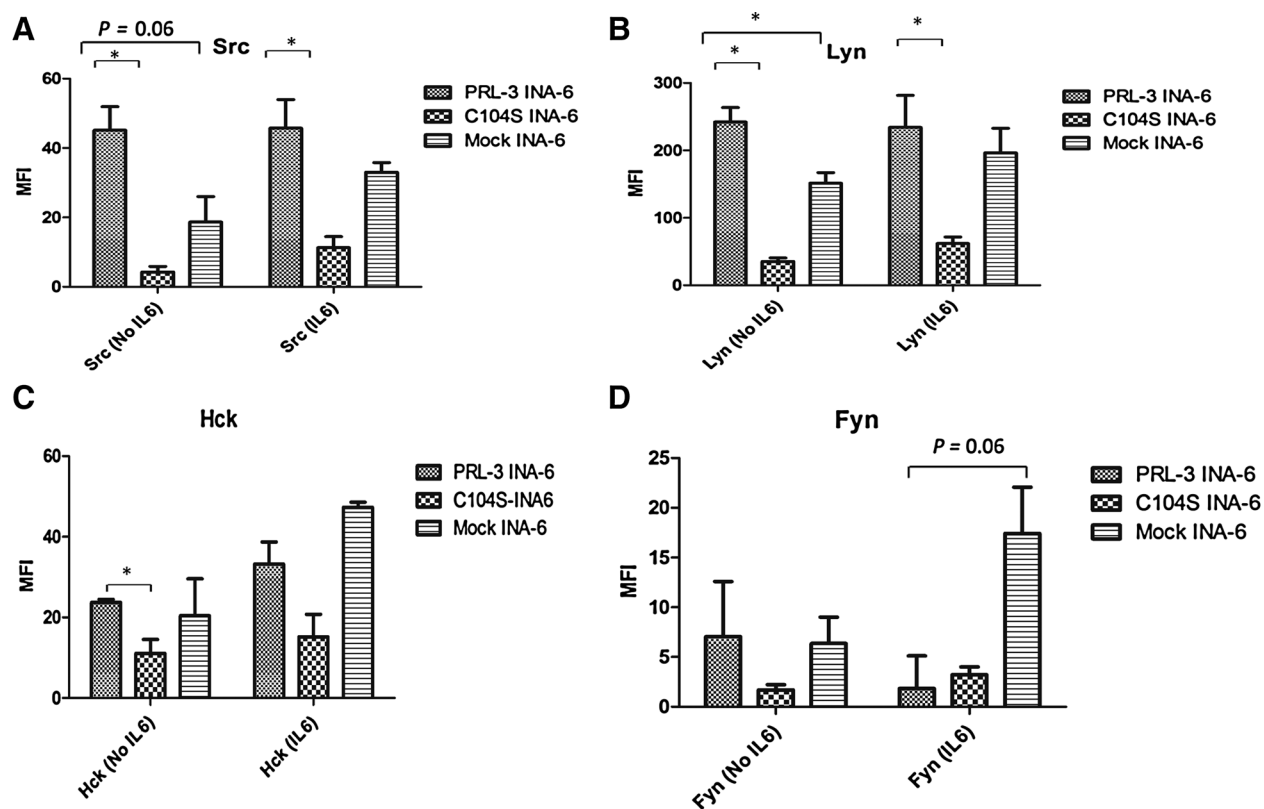 A
P = 0.06
*
*
Src
60
40
20
0
MFI
Src (No IL6)
Src (IL6)
PRL-3 INA-6
C104S INA-6
Mock INA-6
B
*
*
*
Lyn
300
200
100
0
MFI
Lyn (No IL6)
Lyn (IL6)
PRL-3 INA-6
C104S INA-6
Mock INA-6
C
Hck
60
40
20
0
MFI
*
Hck (No IL6)
Hck (IL6)
PRL-3 INA-6
C104S-INA6
Mock INA-6
D
Fyn
P = 0.06
25
20
15
10
5
0
MFI
Fyn (No IL6)
Fyn (IL6)
PRL-3 INA-6
C104S INA-6
Mock INA-6